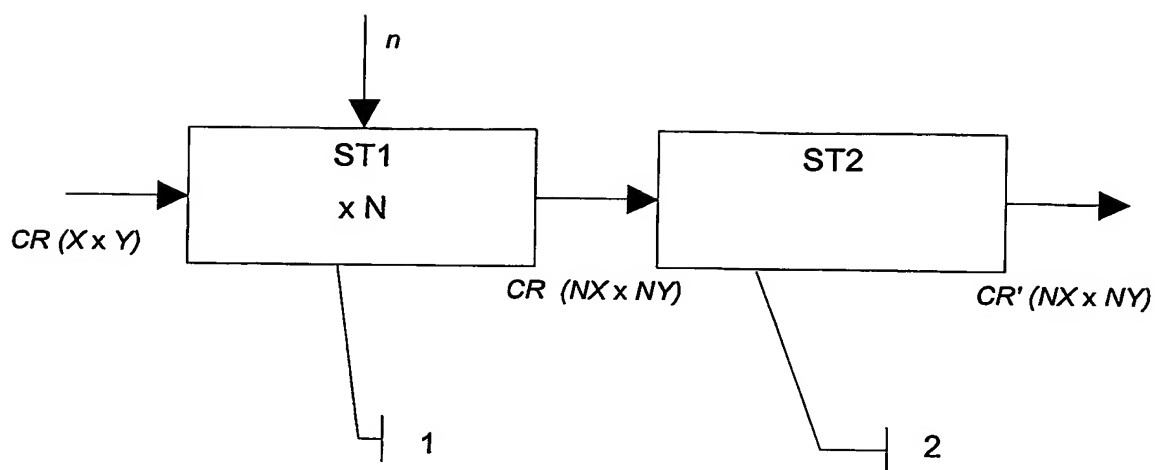 n
ST1
x N
ST2
CR (X x Y)
CR (NX x NY)
CR' (NX x NY)
1
2